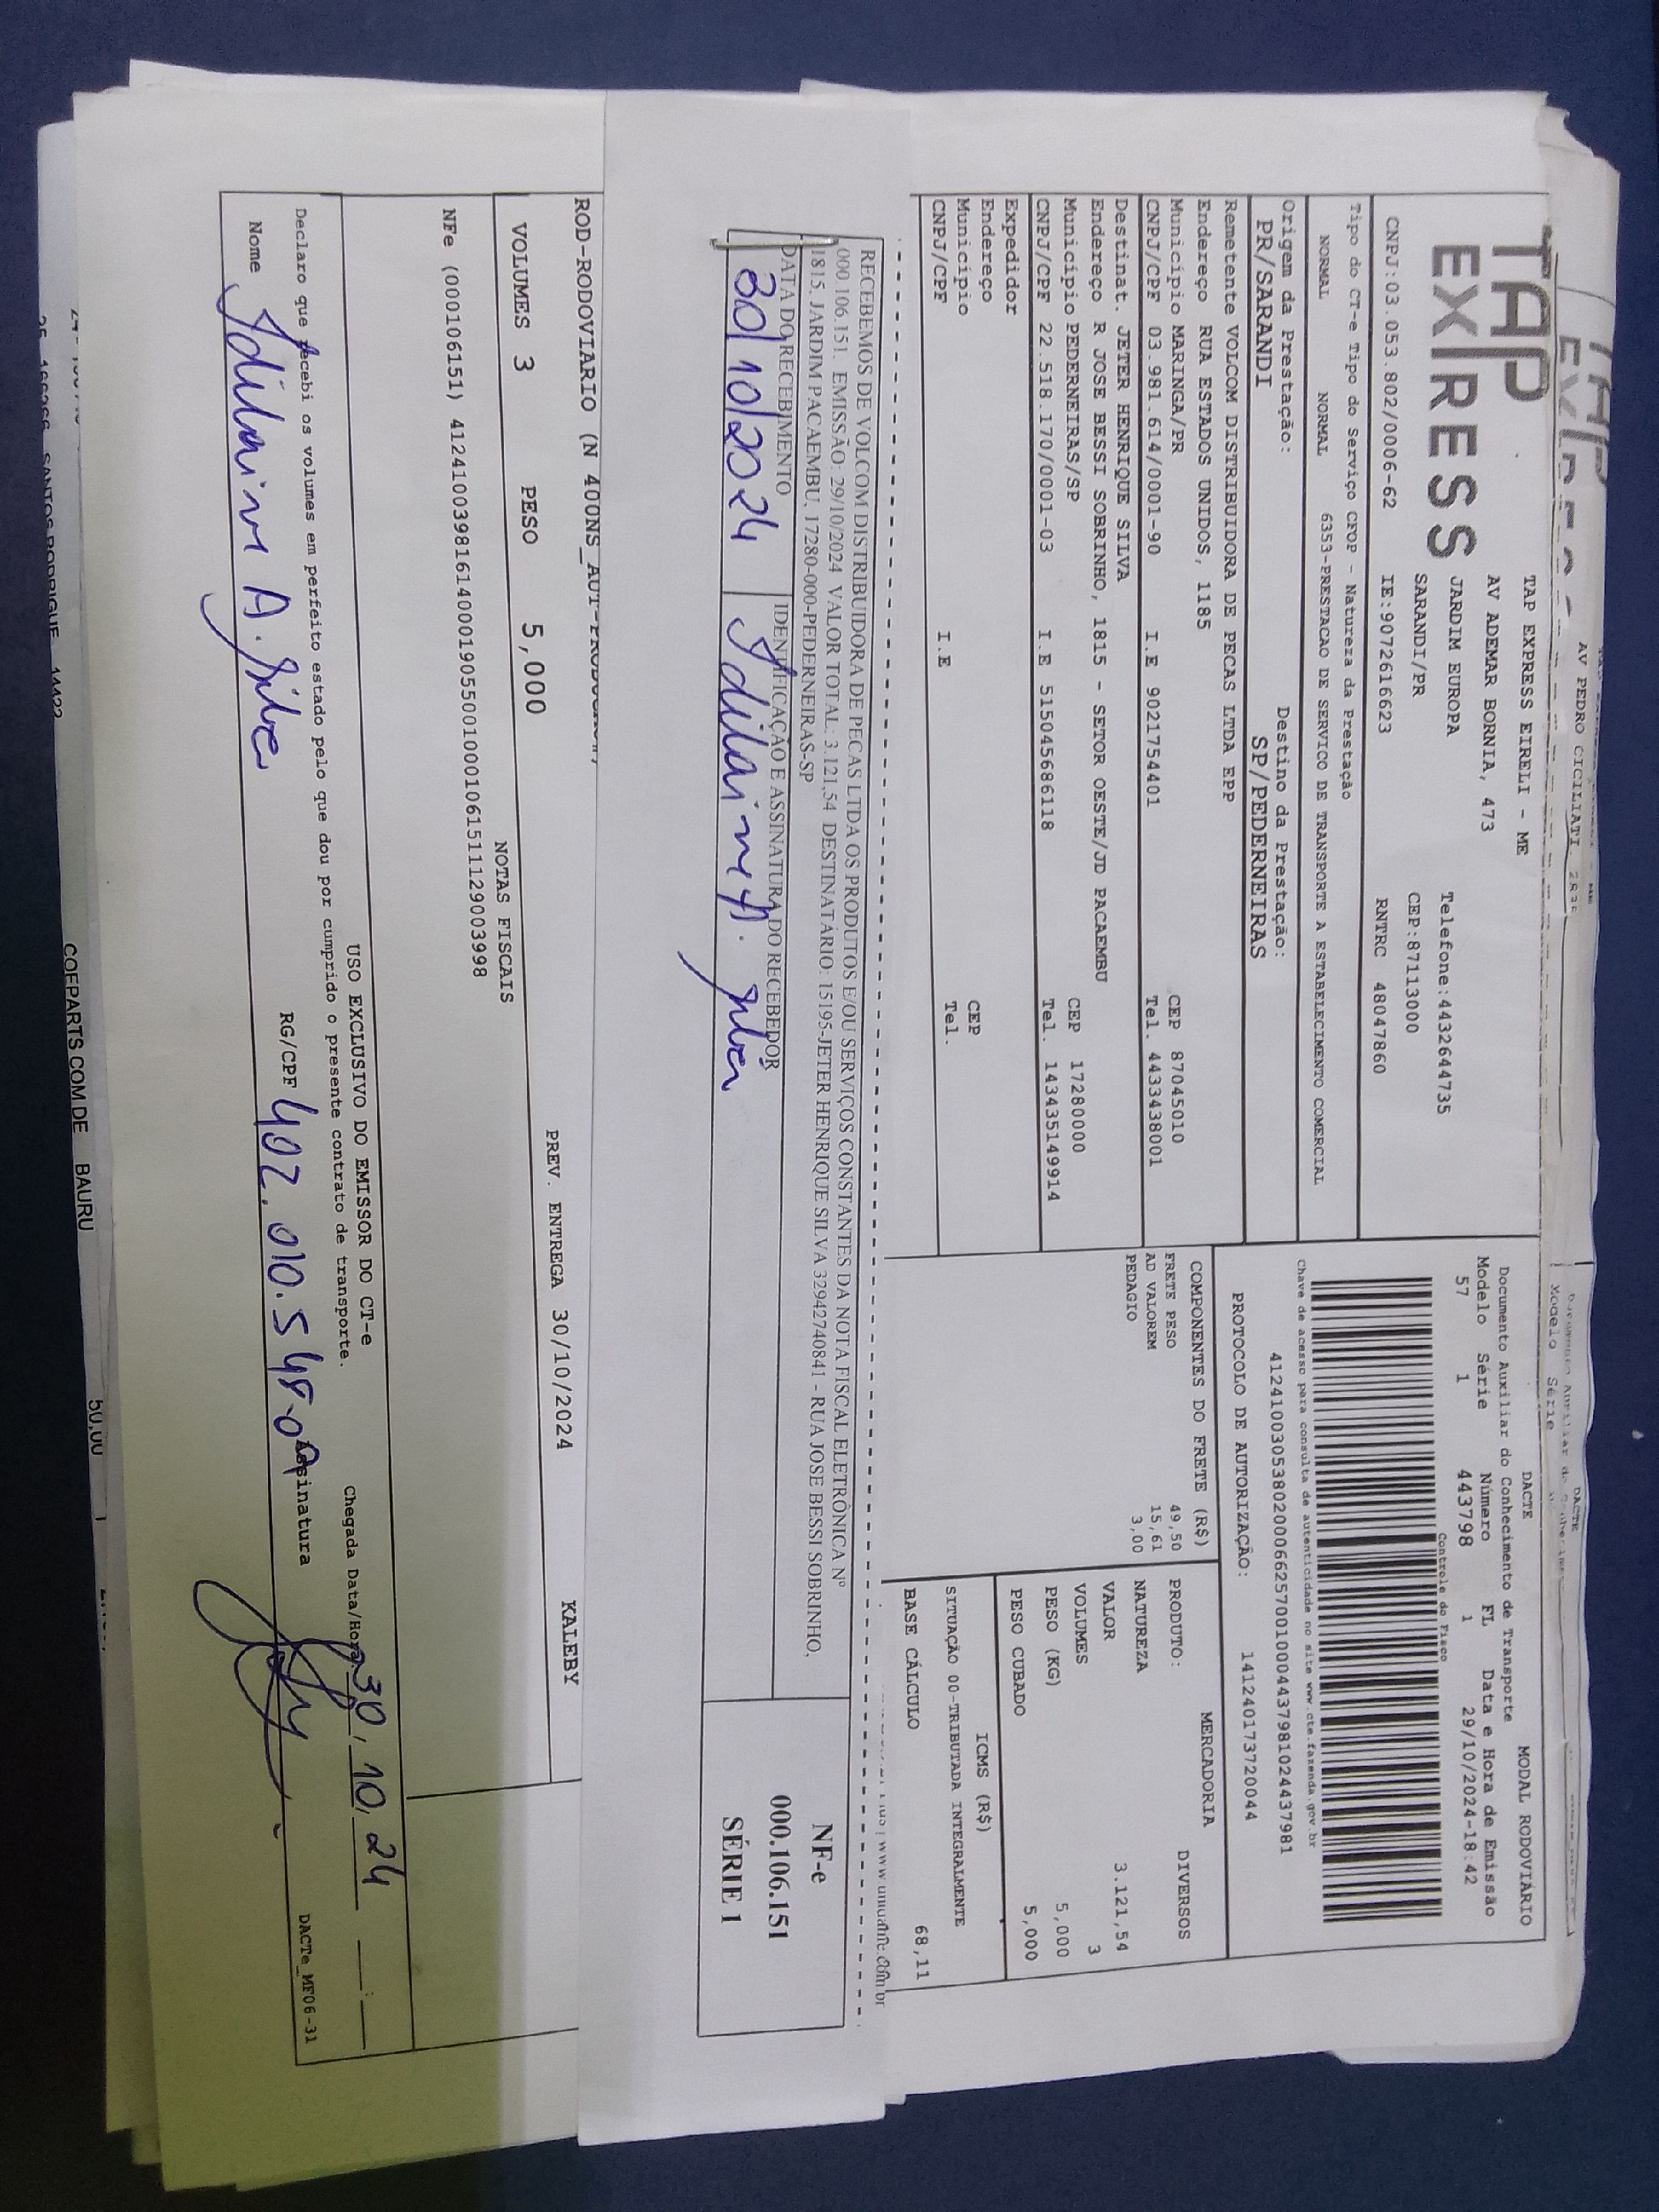 TAP EXPRESS
TAP EXPRESS EIRELI - ME
AV ADEMAR BORNIA, 473
JARDIM EUROPA
SARANDI/PR
Telefone:4432644735
CEP:87113000
CNPJ:03.053.802/0006-62 IE:9072616623 RNTRC 48047860
DACTE MODAL RODOVIÁRIO
Documento Auxiliar do Conhecimento de Transporte
Modelo Série Número FL Data e Hora de Emissão
57 1 443798 1 29/10/2024-18:42
Controle do Fisco
Chave de acesso para consulta de autenticidade no site www.cte.fazenda.gov.br
41241003053802000662570010004437981024437981
PROTOCOLO DE AUTORIZAÇÃO: 141240173720044
Tipo do CT-e Tipo do Serviço CFOP - Natureza da Prestação
NORMAL NORMAL 6353-PRESTACAO DE SERVICO DE TRANSPORTE A ESTABELECIMENTO COMERCIAL
Origem da Prestação: Destino da Prestação:
PR/SARANDI SP/PEDERNEIRAS
Remetente VOLCOM DISTRIBUIDORA DE PECAS LTDA EPP
Endereço RUA ESTADOS UNIDOS, 1185
Município MARINGA/PR CEP 87045010
CNPJ/CPF 03.981.614/0001-90 I.E 9021754401 Tel. 4433438001
Destinat. JETER HENRIQUE SILVA
Endereço R JOSE BESSI SOBRINHO, 1815 - SETOR OESTE/JD PACAEMBU
Município PEDERNEIRAS/SP CEP 17280000
CNPJ/CPF 22.518.170/0001-03 I.E 515045686118 Tel. 143435149914
Expedidor
Endereço
Município CEP
CNPJ/CPF I.E Tel.
COMPONENTES DO FRETE (R$)
FRETE PESO 49,50
AD VALOREM 15,61
PEDAGIO 3,00
MERCADORIA
PRODUTO: DIVERSOS
NATUREZA
VALOR 3.121,54
VOLUMES 3
PESO (KG) 5,000
PESO CUBADO 5,000
ICMS (R$)
SITUAÇÃO 00-TRIBUTADA INTEGRALMENTE
BASE CÁLCULO 68,11
RECEBEMOS DE VOLCOM DISTRIBUIDORA DE PECAS LTDA OS PRODUTOS E/OU SERVIÇOS CONSTANTES DA NOTA FISCAL ELETRÔNICA Nº
000.106.151. EMISSÃO: 29/10/2024 VALOR TOTAL: 3.121,54 DESTINATÁRIO: 15195-JETER HENRIQUE SILVA 32942740841 - RUA JOSE BESSI SOBRINHO,
1815, JARDIM PACAEMBU, 17280-000-PEDERNEIRAS-SP
DATA DO RECEBIMENTO IDENTIFICAÇÃO E ASSINATURA DO RECEBEDOR
30/10/2024
NF-e
000.106.151
SÉRIE 1
ROD-RODOVIARIO (N 400NS_AUT-
PREV. ENTREGA 30/10/2024 KALEBY
VOLUMES 3 PESO 5,000
NOTAS FISCAIS
NFe (000106151) 41241003981614000190550010001061511129003998
USO EXCLUSIVO DO EMISSOR DO CT-e
Declaro que recebi os volumes em perfeito estado pelo que dou por cumprido o presente contrato de transporte.
Chegada Data/Hora 30, 10, 24
Nome RG/CPF Assinatura
DACTe_MF06-31
COFPARTS COM DE BAURU